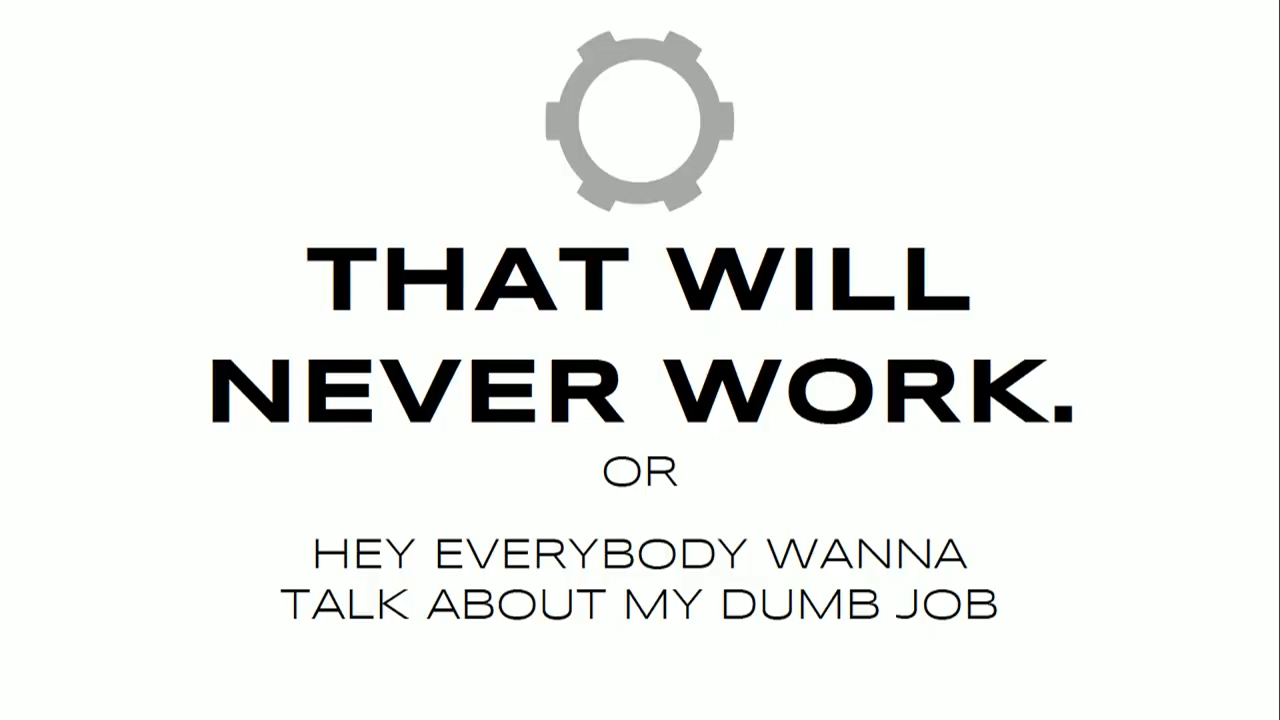 THAT WILL
NEVER WORK.
OR
HEY EVERYBODY WANNA
TALK ABOUT MY DUMB JOB